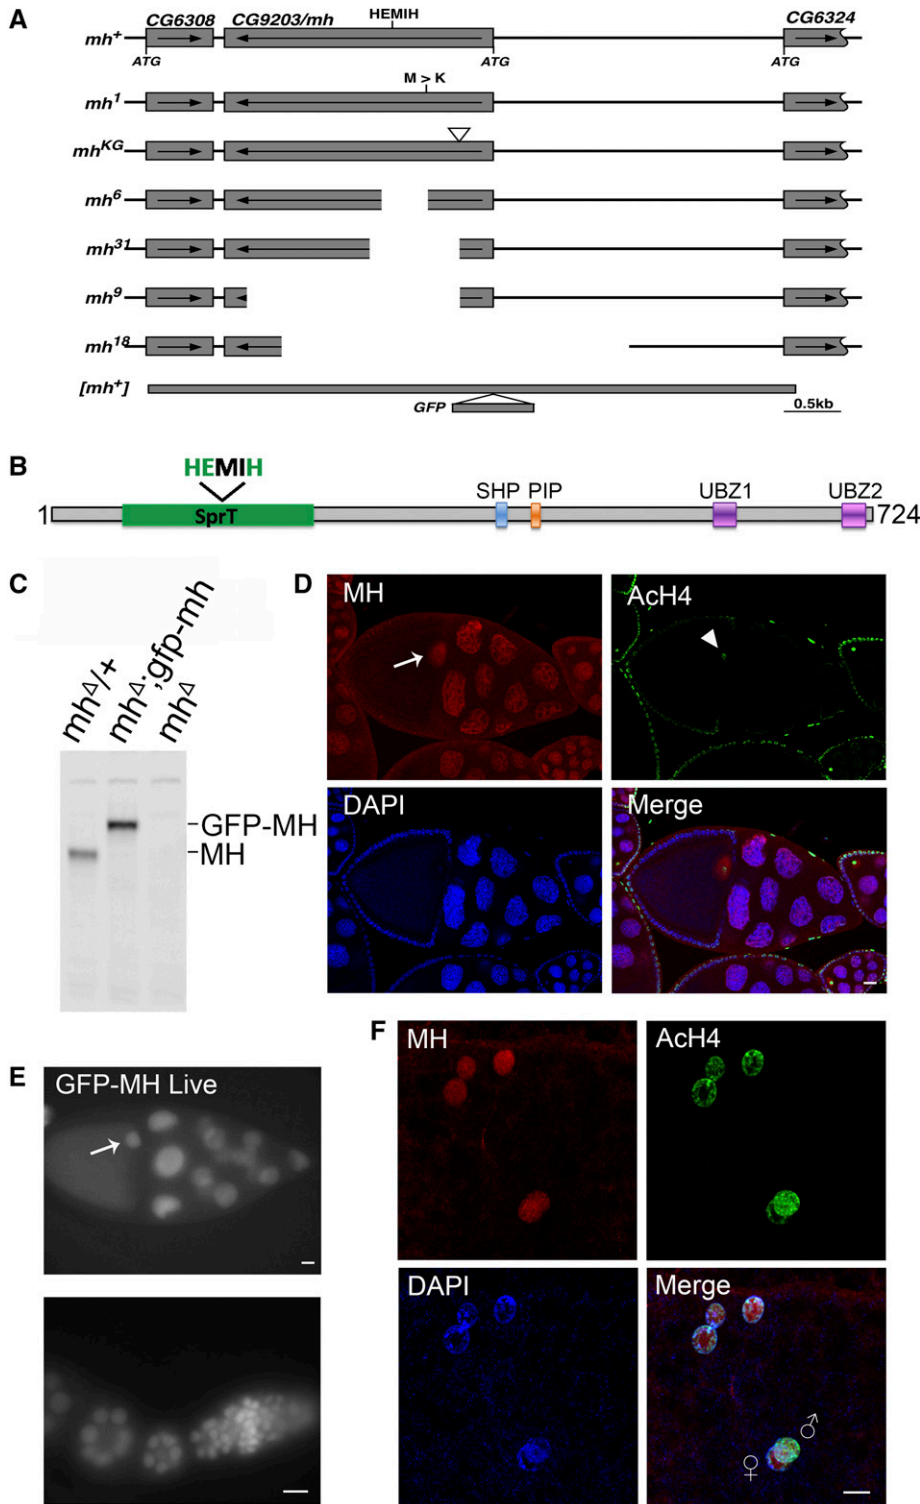 A
CG6308 CG9203/mh HEMIH CG6324
mh⁺
ATG ATG ATG
M > K
mh¹
mhᴷᴳ
mh⁶
mh³¹
mh⁹
mh¹⁸
[mh⁺]
GFP
0.5kb
B
HEMIH
1 SprT SHP PIP UBZ1 UBZ2 724
C
mhΔ/+
mhΔ;gfp-mh
mhΔ
GFP-MH
MH
D
MH
AcH4
DAPI
Merge
E
GFP-MH Live
F
MH
AcH4
DAPI
Merge
♀ ♂